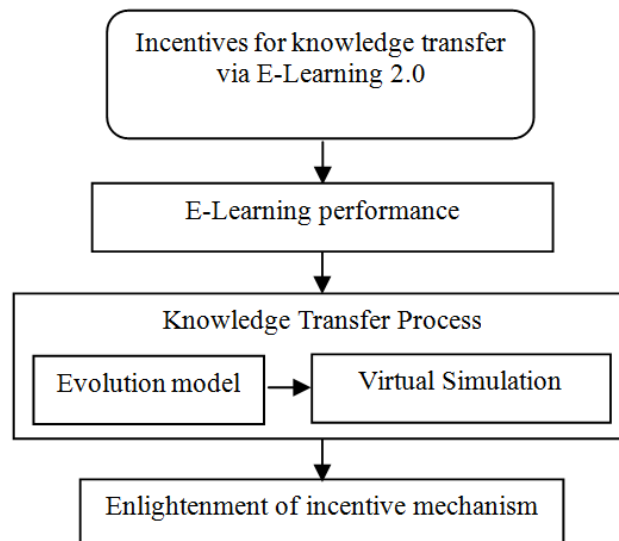 Incentives for knowledge transfer
via E-Learning 2.0
E-Learning performance
Knowledge Transfer Process
Evolution model
Virtual Simulation
Enlightenment of incentive mechanism